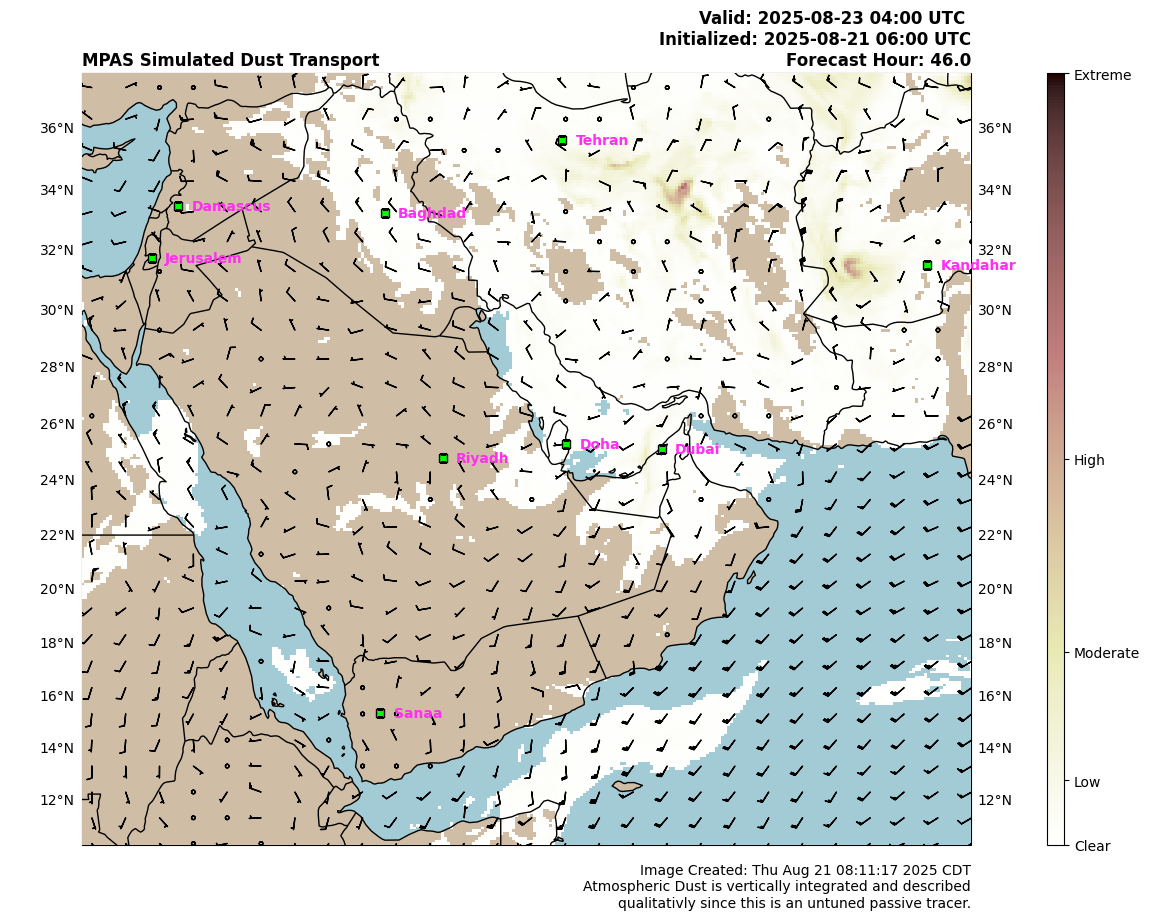 Valid: 2025-08-23 04:00 UTC
Initialized: 2025-08-21 06:00 UTC
MPAS Simulated Dust Transport
Forecast Hour: 46.0
Extreme
36°N
Tehran
36°N
34°N
34°N
Damascus
Baghdad
32°N
32°N
Jerusalem
Kandahar
30°N
30°N
28°N
28°N
26°N
26°N
Doha
Dubai
Riyadh
High
24°N
24°N
22°N
22°N
20°N
20°N
18°N
18°N
Moderate
16°N
16°N
Sanaa
14°N
14°N
Low
12°N
12°N
Clear
Image Created: Thu Aug 21 08:11:17 2025 CDT
Atmospheric Dust is vertically integrated and described
qualitativly since this is an untuned passive tracer.